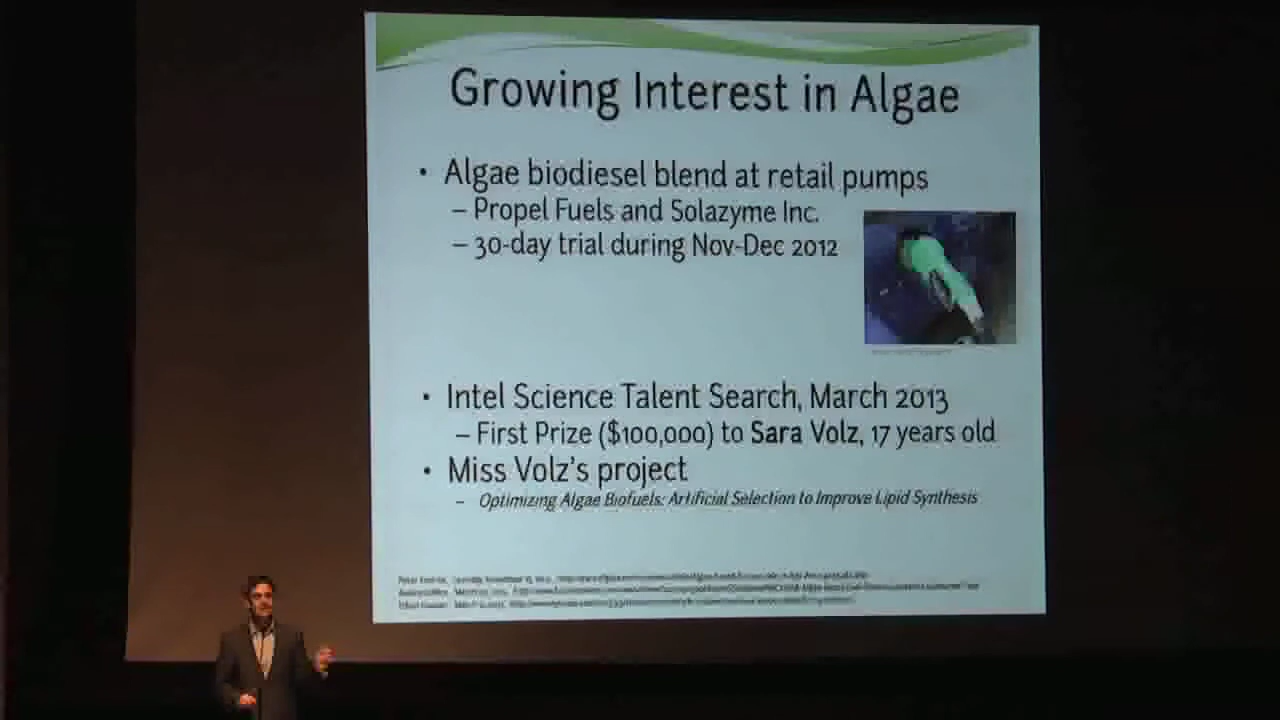 Growing Interest in Algae
• Algae biodiesel blend at retail pumps
– Propel Fuels and Solazyme Inc.
– 30-day trial during Nov-Dec 2012
• Intel Science Talent Search, March 2013
– First Prize ($100,000) to Sara Volz, 17 years old
• Miss Volz's project
– Optimizing Algae Biofuels: Artificial Selection to Improve Lipid Synthesis